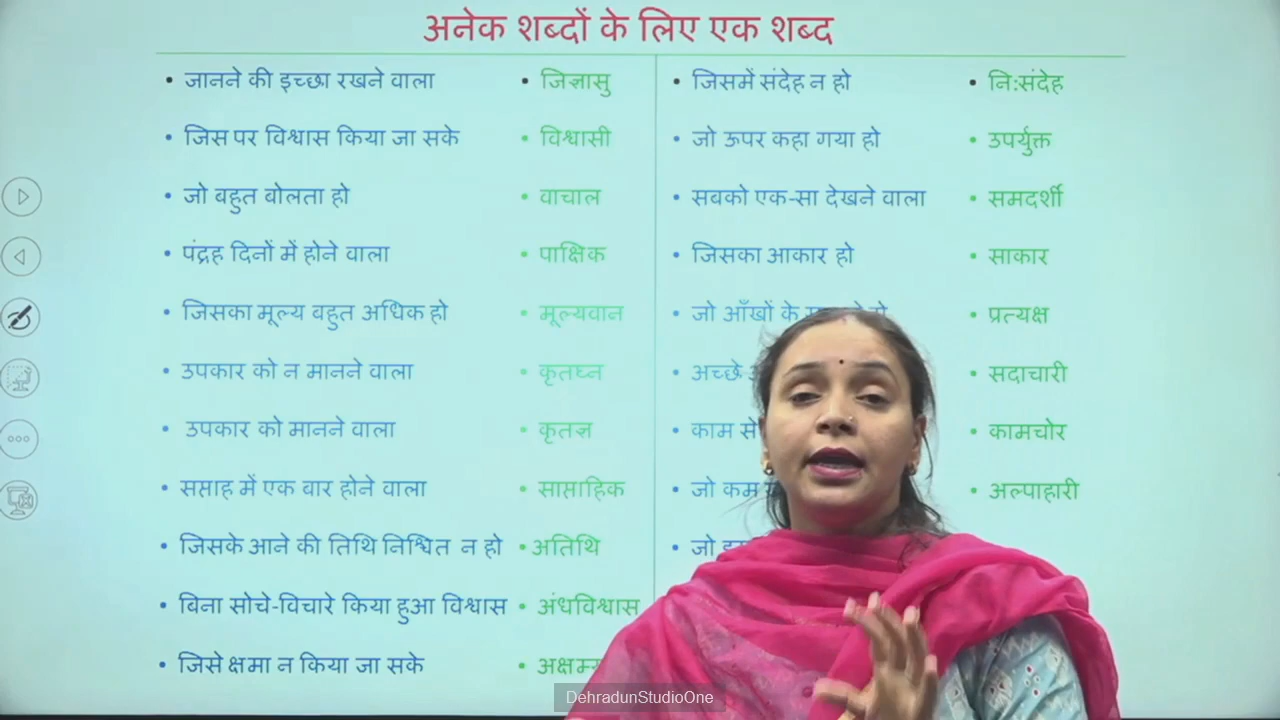 अनेक शब्दों के लिए एक शब्द
• जानने की इच्छा रखने वाला • जिज्ञासु
• जिस पर विश्वास किया जा सके • विश्वासी
• जो बहुत बोलता हो • वाचाल
• पंद्रह दिनों में होने वाला • पाक्षिक
• जिसका मूल्य बहुत अधिक हो • मूल्यवान
• उपकार को न मानने वाला • कृतघ्न
• उपकार को मानने वाला • कृतज्ञ
• सप्ताह में एक बार होने वाला • साप्ताहिक
• जिसके आने की तिथि निश्चित न हो • अतिथि
• बिना सोचे-विचारे किया हुआ विश्वास • अंधविश्वास
• जिसे क्षमा न किया जा सके
• जिसमें संदेह न हो • नि:संदेह
• जो ऊपर कहा गया हो • उपर्युक्त
• सबको एक-सा देखने वाला • समदर्शी
• जिसका आकार हो • साकार
• जो आँखों के हो • प्रत्यक्ष
• अच्छे • सदाचारी
• काम से • कामचोर
• जो कम • अल्पाहारी
• जो
DehradunStudioOne